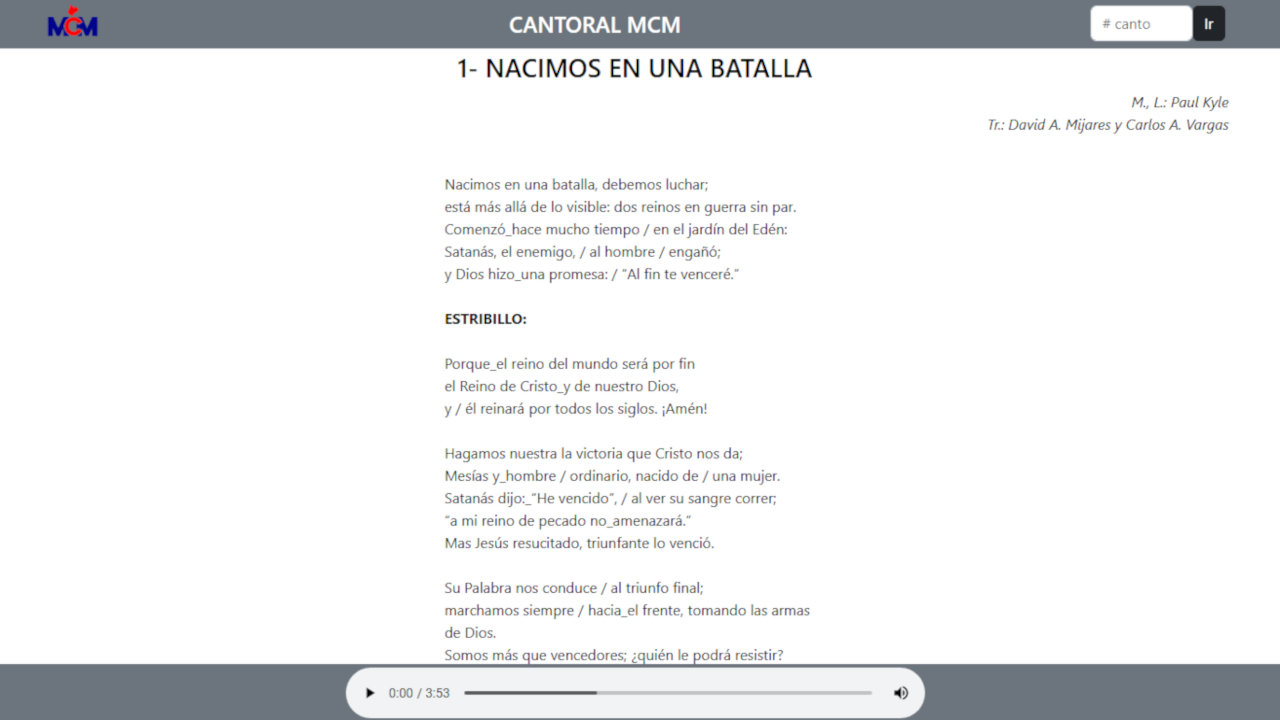 MCM
CANTORAL MCM
# canto
Ir
1- NACIMOS EN UNA BATALLA
M., L.: Paul Kyle
Tr.: David A. Mijares y Carlos A. Vargas
Nacimos en una batalla, debemos luchar;
está más allá de lo visible: dos reinos en guerra sin par.
Comenzó_hace mucho tiempo / en el jardín del Edén:
Satanás, el enemigo, / al hombre / engañó;
y Dios hizo_una promesa: / “Al fin te venceré.”
ESTRIBILLO:
Porque_el reino del mundo será por fin
el Reino de Cristo_y de nuestro Dios,
y / él reinará por todos los siglos. ¡Amén!
Hagamos nuestra la victoria que Cristo nos da;
Mesías y_hombre / ordinario, nacido de / una mujer.
Satanás dijo:_“He vencido”, / al ver su sangre correr;
“a mi reino de pecado no_amenazará.”
Mas Jesús resucitado, triunfante lo venció.
Su Palabra nos conduce / al triunfo final;
marchamos siempre / hacia_el frente, tomando las armas
de Dios.
Somos más que vencedores; ¿quién le podrá resistir?
0:00 / 3:53